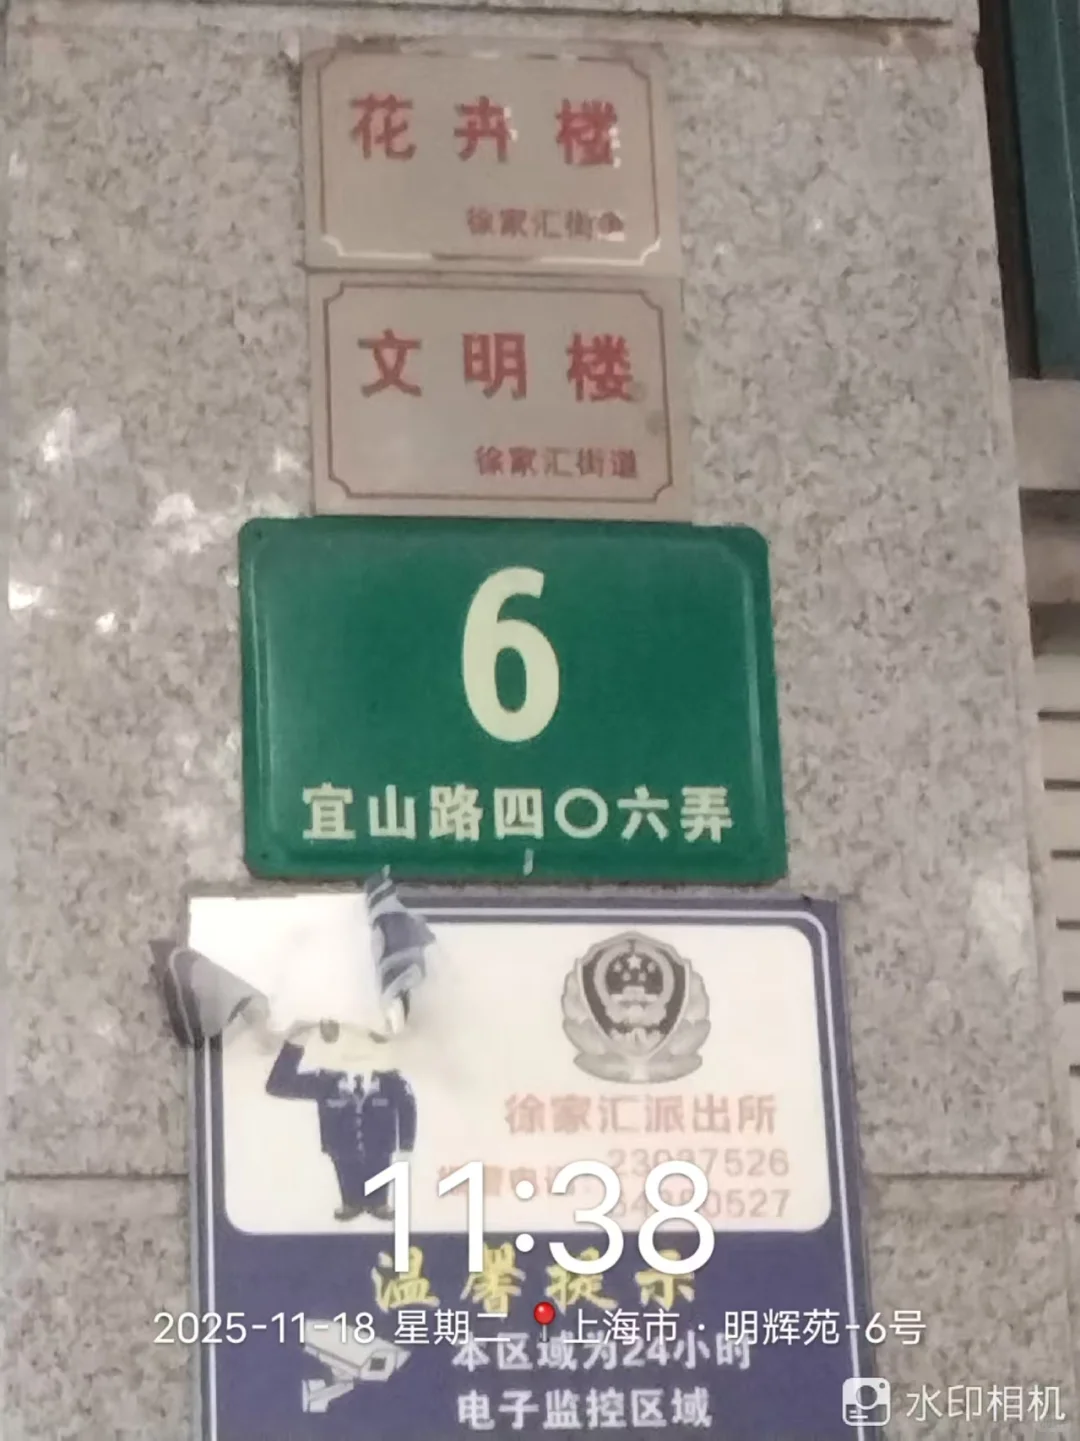 花卉楼
徐家汇街道
文明楼
徐家汇街道
6
宜山路四〇六弄
徐家汇派出所
11:38
温馨提示
2025-11-18 星期二 上海市·明辉苑-6号
本区域为24小时
电子监控区域
水印相机